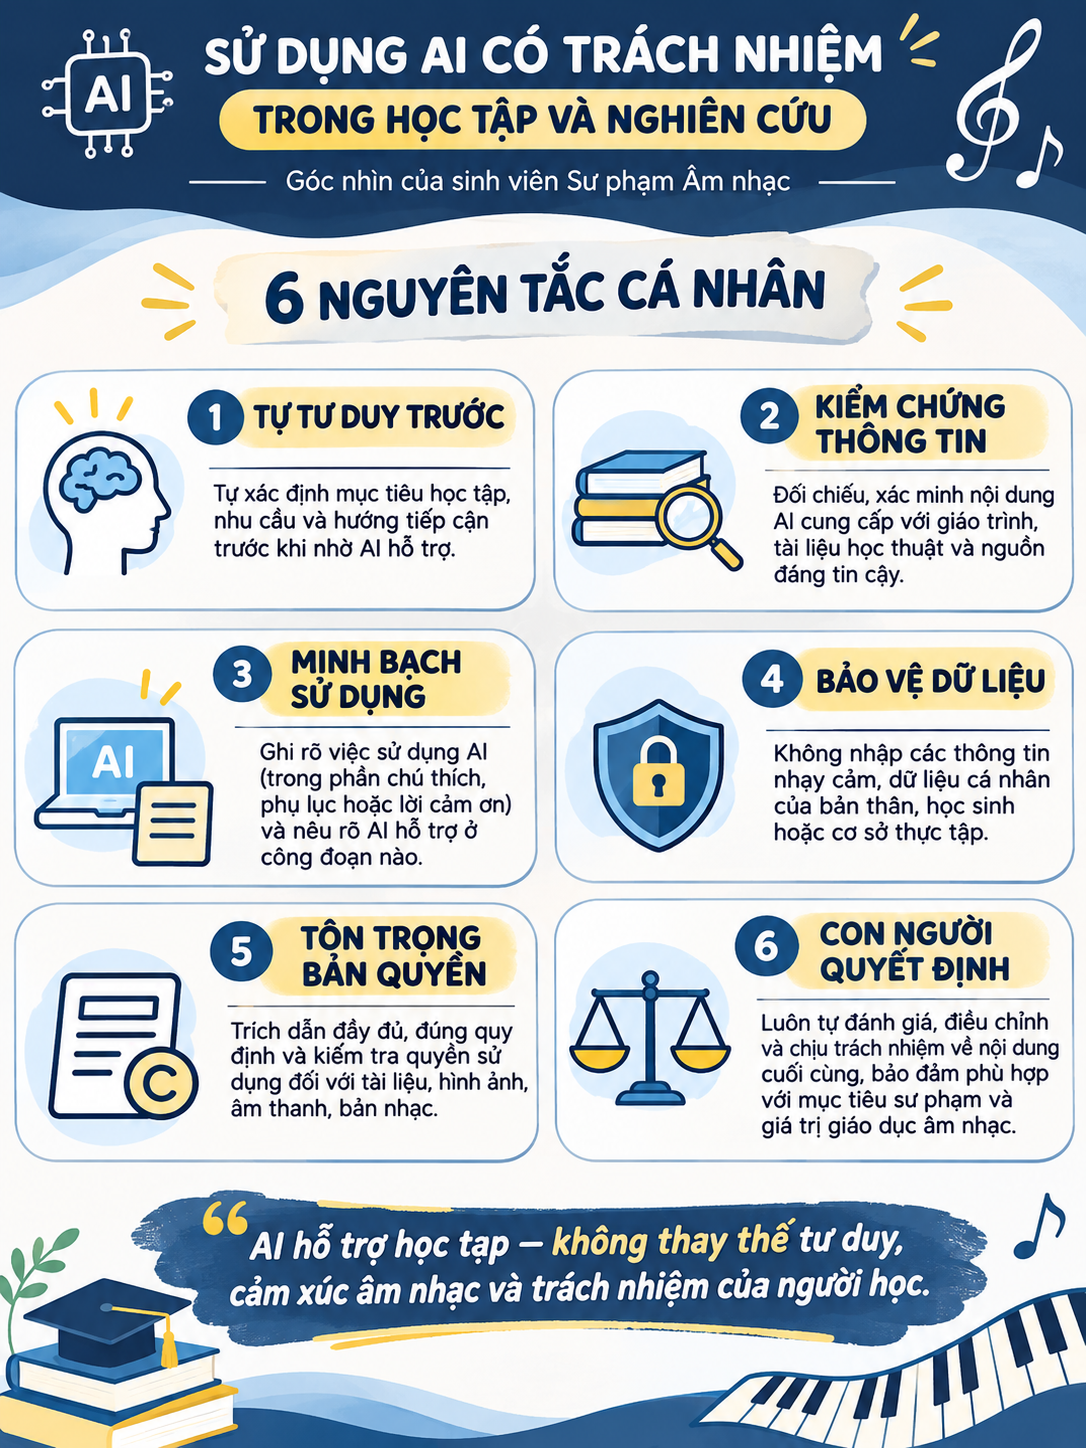 AI
SỬ DỤNG AI CÓ TRÁCH NHIỆM
TRONG HỌC TẬP VÀ NGHIÊN CỨU
Góc nhìn của sinh viên Sư phạm Âm nhạc
6 NGUYÊN TẮC CÁ NHÂN
1 TỰ TƯ DUY TRƯỚC
Tự xác định mục tiêu học tập,
nhu cầu và hướng tiếp cận
trước khi nhờ AI hỗ trợ.
2 KIỂM CHỨNG
THÔNG TIN
Đối chiếu, xác minh nội dung
AI cung cấp với giáo trình,
tài liệu học thuật và nguồn
đáng tin cậy.
3 MINH BẠCH
SỬ DỤNG
AI
Ghi rõ việc sử dụng AI
(trong phần chú thích,
phụ lục hoặc lời cảm ơn)
và nêu rõ AI hỗ trợ ở
công đoạn nào.
4 BẢO VỆ DỮ LIỆU
Không nhập các thông tin
nhạy cảm, dữ liệu cá nhân
của bản thân, học sinh
hoặc cơ sở thực tập.
5 TÔN TRỌNG
BẢN QUYỀN
C
Trích dẫn đầy đủ, đúng quy
định và kiểm tra quyền sử
dụng đối với tài liệu, hình ảnh,
âm thanh, bản nhạc.
6 CON NGƯỜI
QUYẾT ĐỊNH
Luôn tự đánh giá, điều chỉnh
và chịu trách nhiệm về nội dung
cuối cùng, bảo đảm phù hợp
với mục tiêu sư phạm và
giá trị giáo dục âm nhạc.
“AI hỗ trợ học tạp – không thay thế tư duy,
cảm xúc âm nhạc và trách nhiệm của người học.